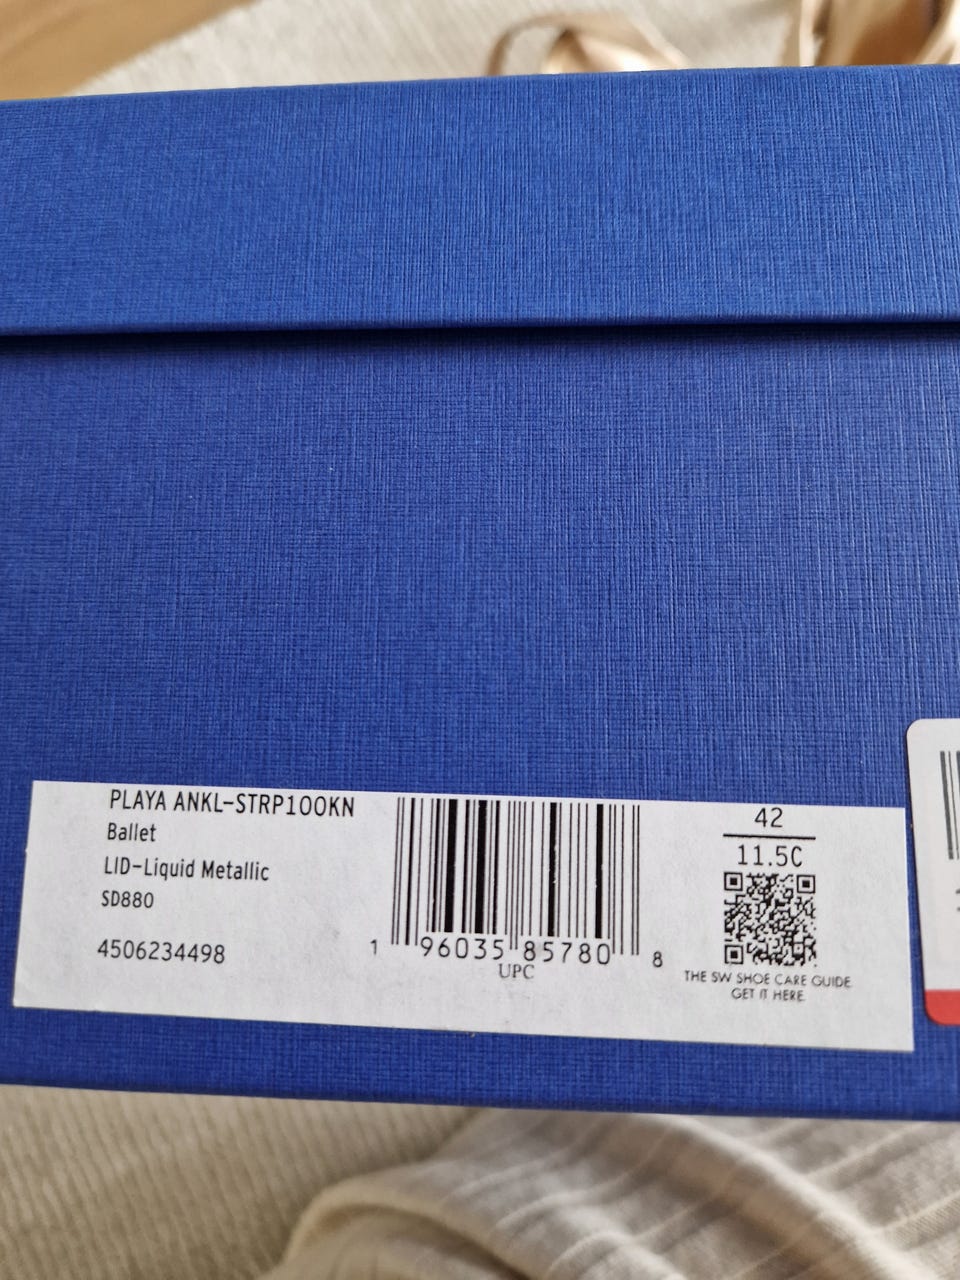 PLAYA ANKL-STRP100KN
Ballet
LID-Liquid Metallic
SD880
4506234498
1 96035 85780 8
UPC
42
11.5C
THE SW SHOE CARE GUIDE.
GET IT HERE.